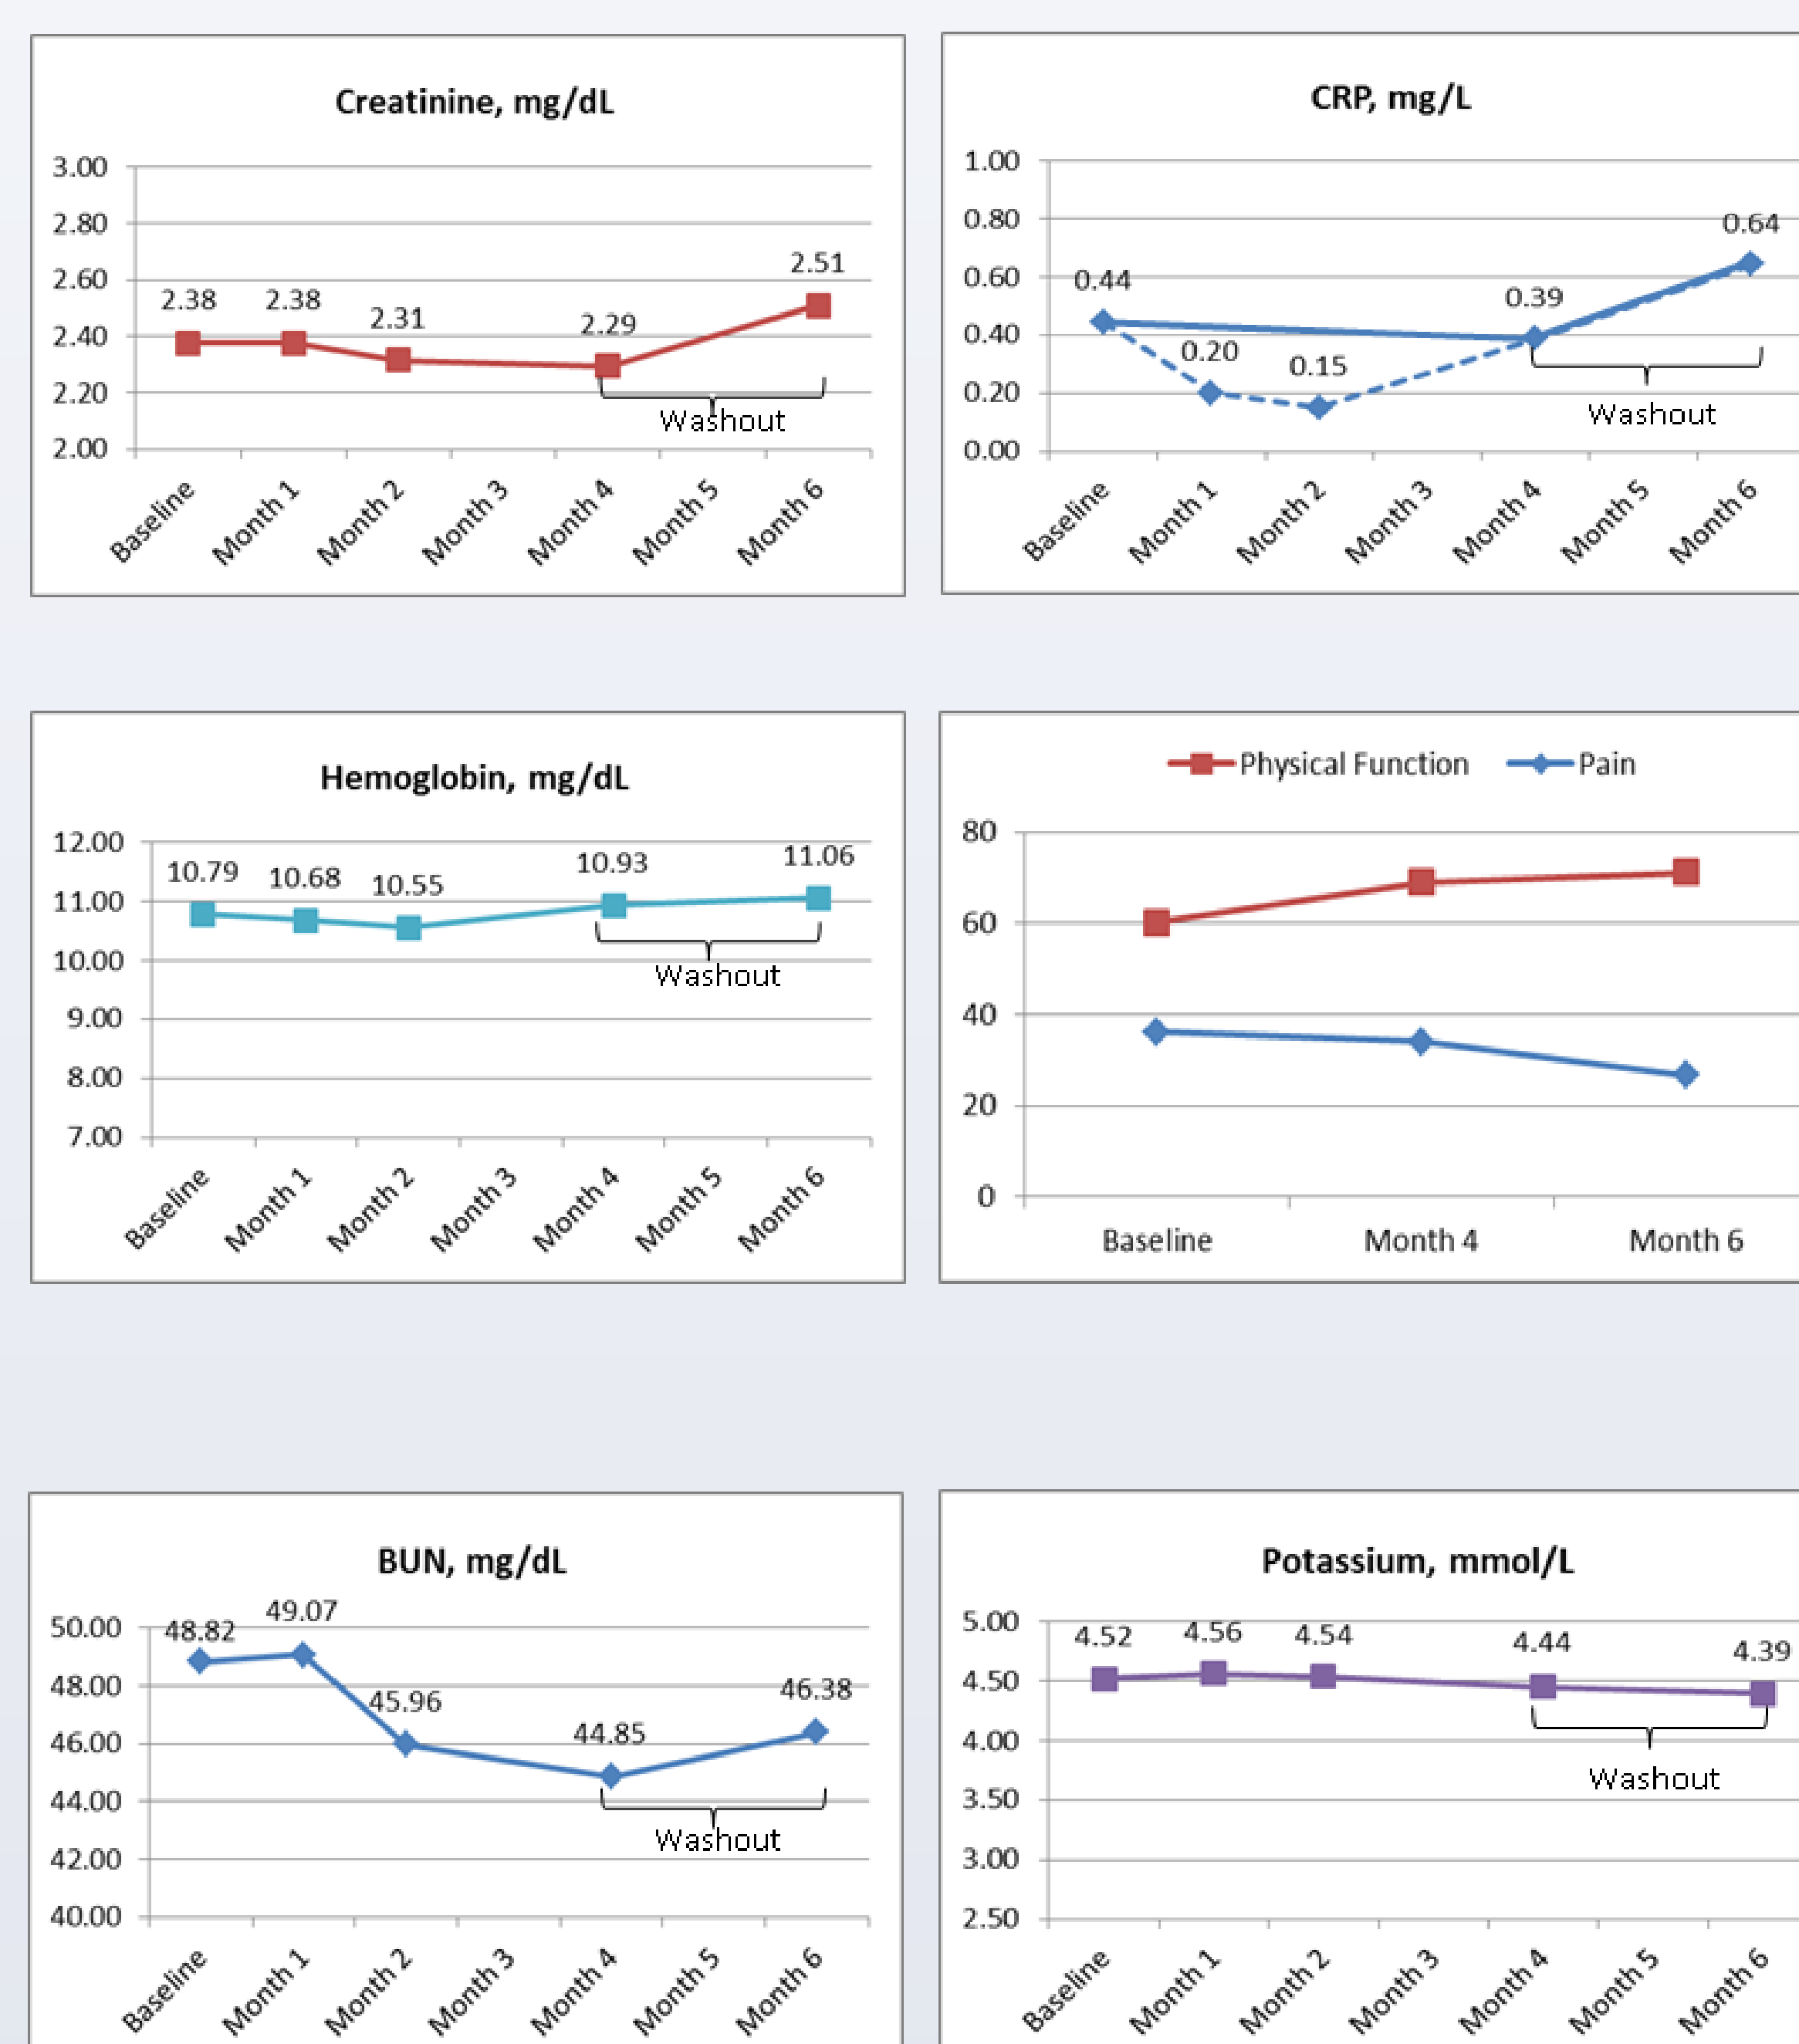 Creatinine, mg/dL
3.00
2.80
2.60
2.40
2.20
2.00
2.38
2.38
2.31
2.29
2.51
Washout
Baseline
Month 1
Month 2
Month 3
Month 4
Month 5
Month 6
CRP, mg/L
1.00
0.80
0.60
0.40
0.20
0.00
0.44
0.20
0.15
0.39
0.64
Washout
Baseline
Month 1
Month 2
Month 3
Month 4
Month 5
Month 6
Hemoglobin, mg/dL
12.00
11.00
10.00
9.00
8.00
7.00
10.79
10.68
10.55
10.93
11.06
Washout
Baseline
Month 1
Month 2
Month 3
Month 4
Month 5
Month 6
Physical Function
Pain
80
60
40
20
0
Baseline
Month 4
Month 6
BUN, mg/dL
50.00
48.00
46.00
44.00
42.00
40.00
48.82
49.07
45.96
44.85
46.38
Washout
Baseline
Month 1
Month 2
Month 3
Month 4
Month 5
Month 6
Potassium, mmol/L
5.00
4.50
4.00
3.50
3.00
2.50
4.52
4.56
4.54
4.44
4.39
Washout
Baseline
Month 1
Month 2
Month 3
Month 4
Month 5
Month 6